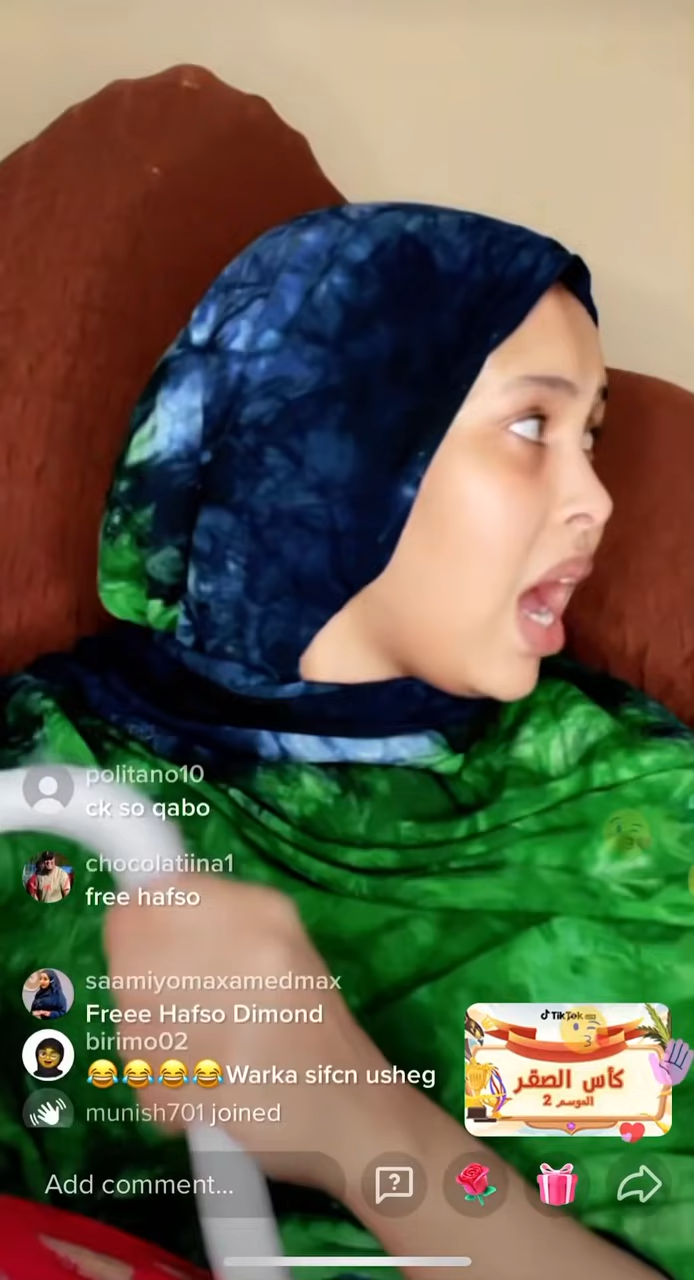 politano10
ck so qabo
chocolatiina1
free hafso
saamiyomaxamedmax
Freee Hafso Dimond
birimo02
😂😂😂😂Warka sifcn usheg
munish701 joined
TikTok
كأس الصقر
الموسم 2
Add comment...